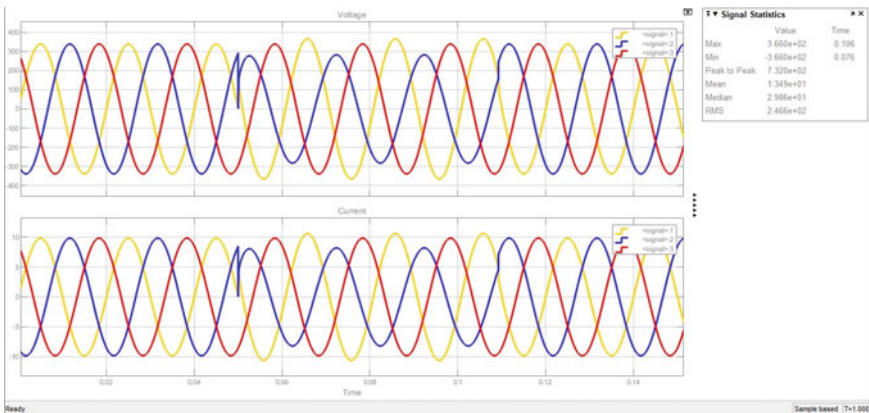 Voltage
<signal>:1
<signal>:2
<signal>:3
400
300
200
100
0
-100
-200
-300
-400
Current
<signal>:1
<signal>:2
<signal>:3
10
5
0
-5
-10
0.02 0.04 0.06 0.08 0.1 0.12 0.14
Time
Signal Statistics
Value Time
Max 3.660e+02 0.106
Min -3.660e+02 0.076
Peak to Peak 7.320e+02
Mean 1.349e+01
Median 2.986e+01
RMS 2.466e+02
Ready
Sample based T=1.000